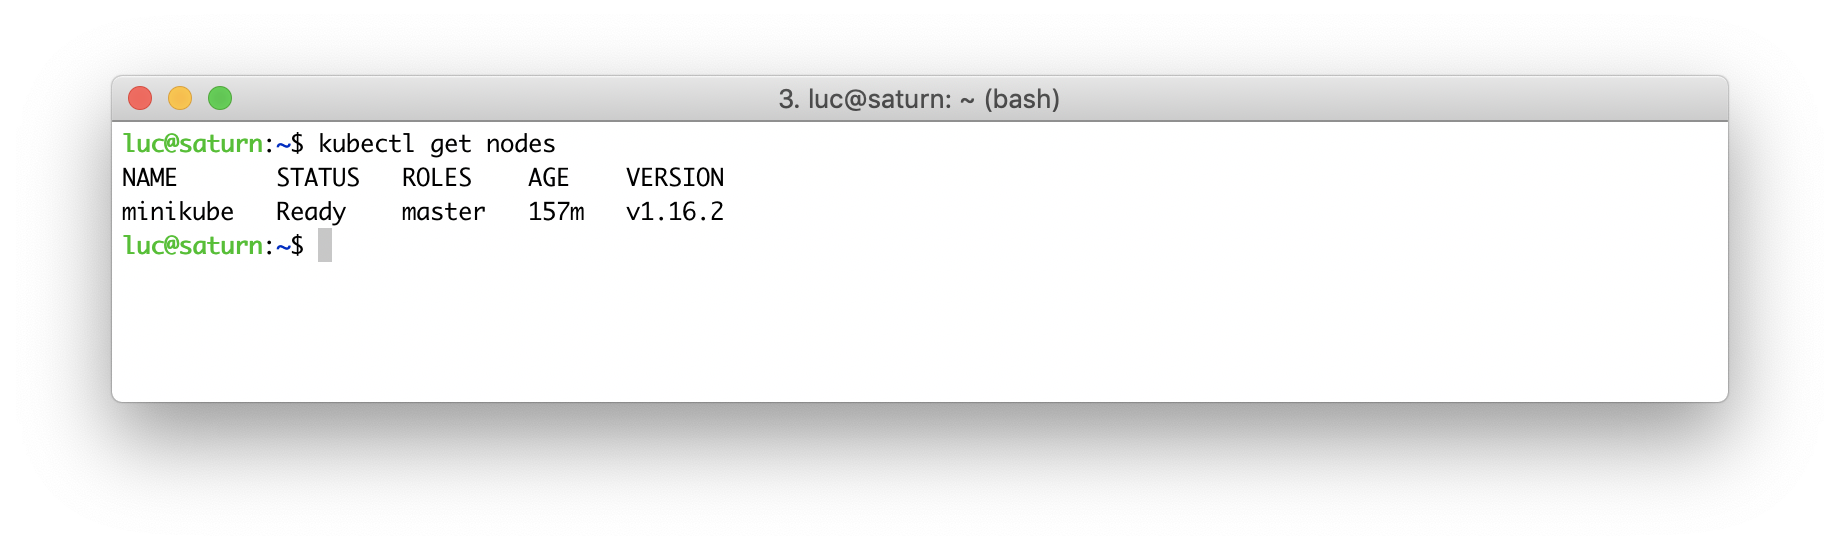 3. luc@saturn: ~ (bash)
luc@saturn:~$ kubectl get nodes
NAME       STATUS   ROLES    AGE    VERSION
minikube   Ready    master   157m   v1.16.2
luc@saturn:~$